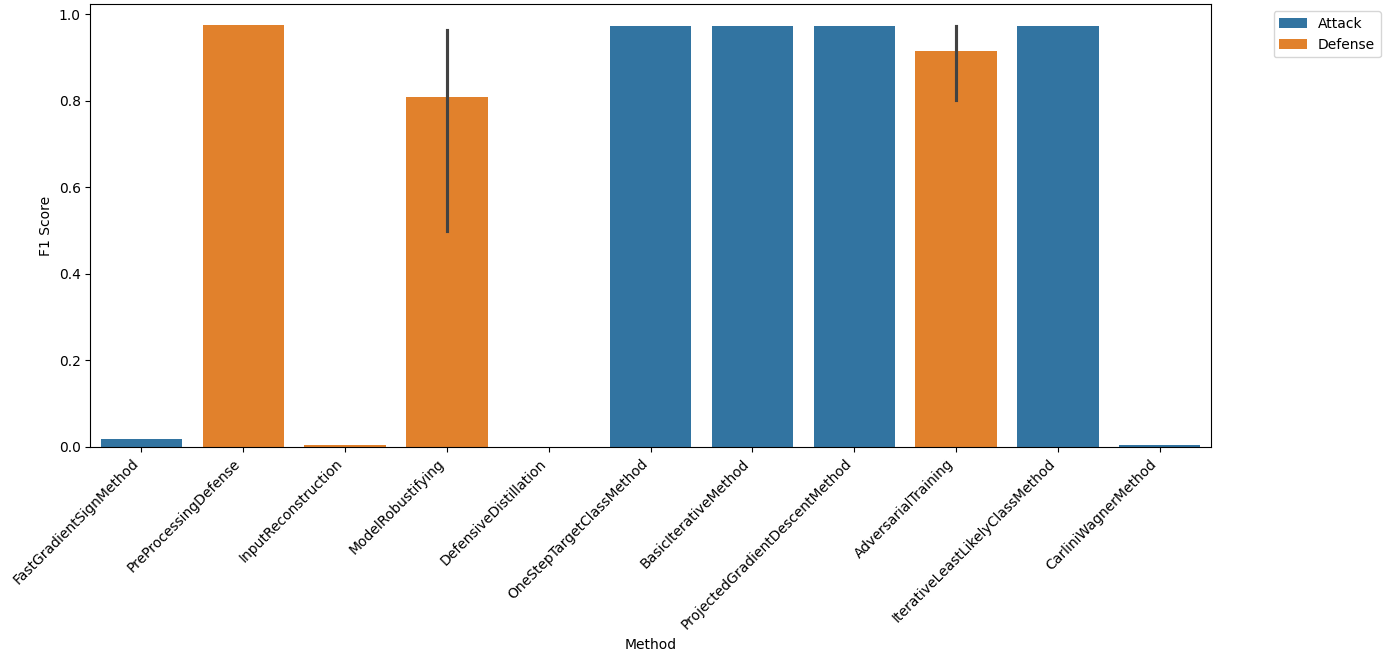 1.0
0.8
0.6
0.4
0.2
0.0
F1 Score
FastGradientSignMethod
PreProcessingDefense
InputReconstruction
ModelRobustifying
DefensiveDistillation
OneStepTargetClassMethod
BasicIterativeMethod
ProjectedGradientDescentMethod
AdversarialTraining
IterativeLeastLikelyClassMethod
CarliniWagnerMethod
Method
Attack
Defense